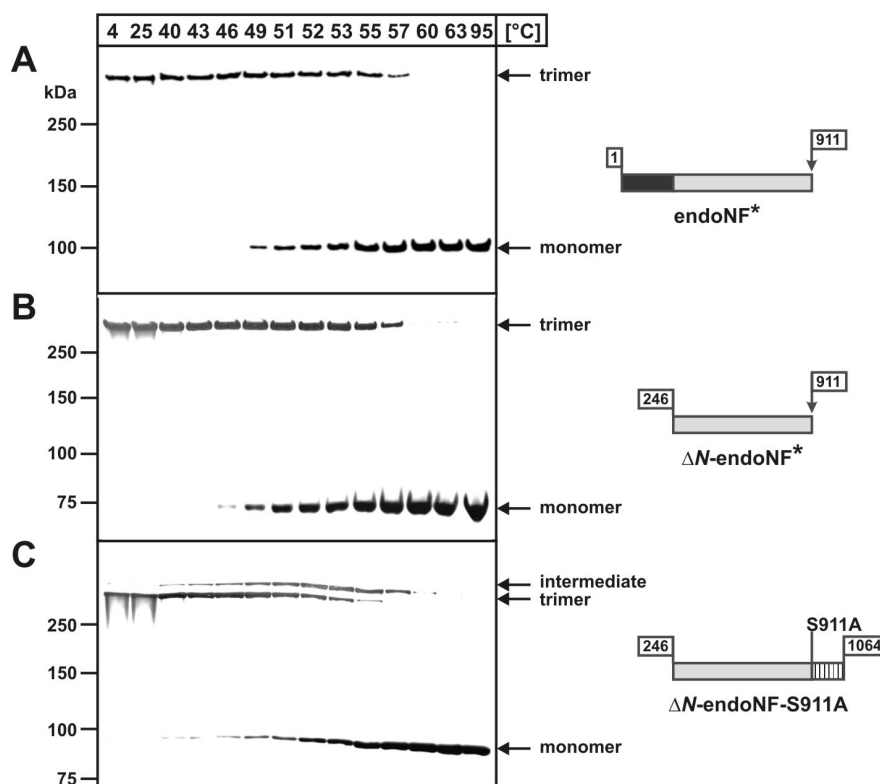 4 25 40 43 46 49 51 52 53 55 57 60 63 95 [°C]
A
kDa
trimer
250
150
100
monomer
1
911
endoNF*
B
trimer
250
150
100
75
monomer
246
911
ΔN-endoNF*
C
intermediate
trimer
250
150
100
75
monomer
S911A
246
1064
ΔN-endoNF-S911A